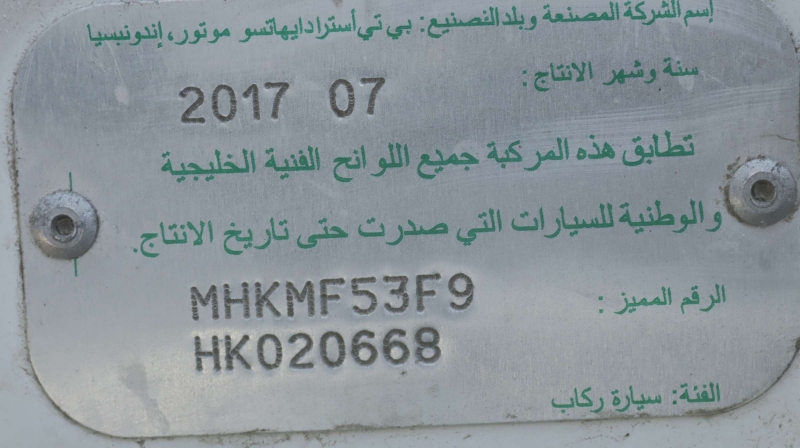 إسم الشركة المصنعة وبلد التصنيع: بي تي أسترا دايهاتسو موتور، إندونيسيا
سنة وشهر الانتاج: 2017 07
تطابق هذه المركبة جميع اللوائح الفنية الخليجية
والوطنية للسيارات التي صدرت حتى تاريخ الانتاج.
الرقم المميز: MHKMF53F9
HK020668
الفئة: سيارة ركاب